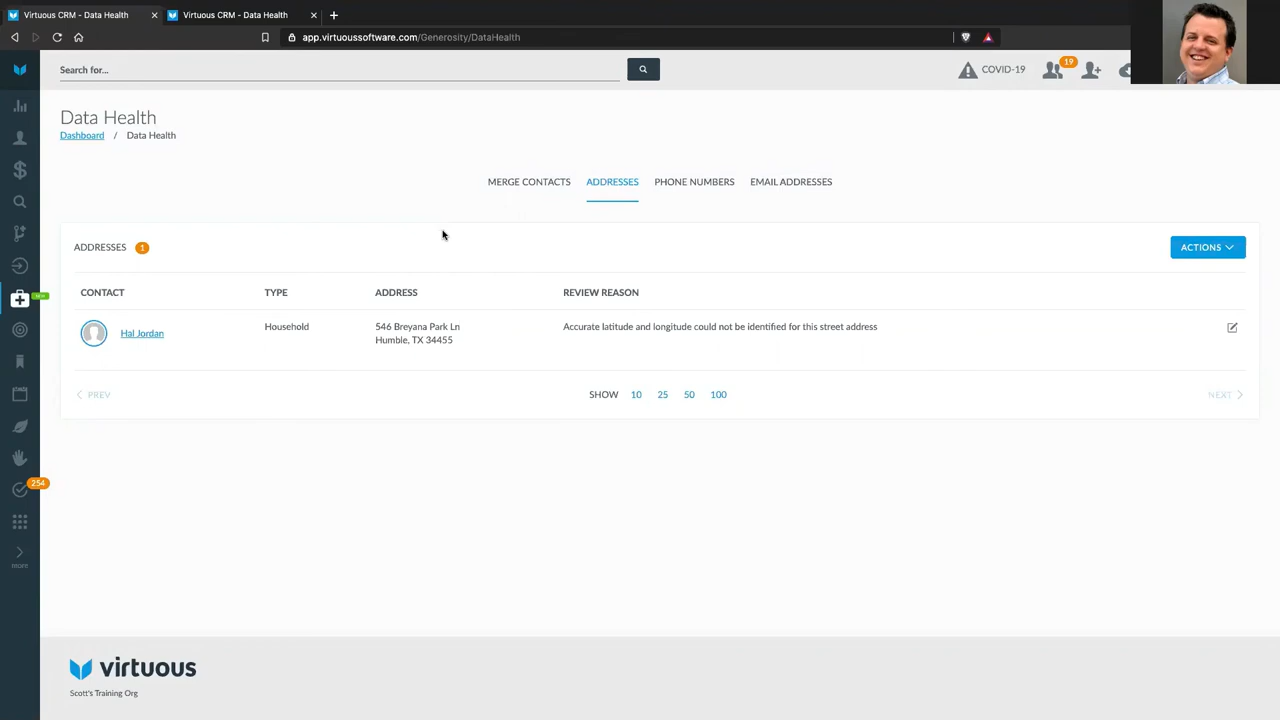 Virtuous CRM - Data Health
Virtuous CRM - Data Health
app.virtuoussoftware.com/Generosity/DataHealth
Search for...
COVID-19
19
Data Health
Dashboard / Data Health
MERGE CONTACTS
ADDRESSES
PHONE NUMBERS
EMAIL ADDRESSES
ADDRESSES 1
ACTIONS
CONTACT
TYPE
ADDRESS
REVIEW REASON
Hal Jordan
Household
546 Breyana Park Ln
Humble, TX 34455
Accurate latitude and longitude could not be identified for this street address
PREV
SHOW 10 25 50 100
NEXT
254
more
virtuous
Scott's Training Org